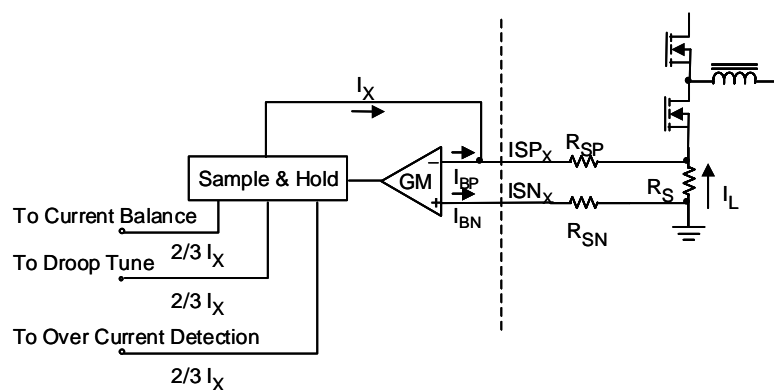 I_X
ISP_X
R_SP
Sample & Hold
GM
I_BP
ISN_X
R_S
I_L
I_BN
R_SN
To Current Balance
2/3 I_X
To Droop Tune
2/3 I_X
To Over Current Detection
2/3 I_X